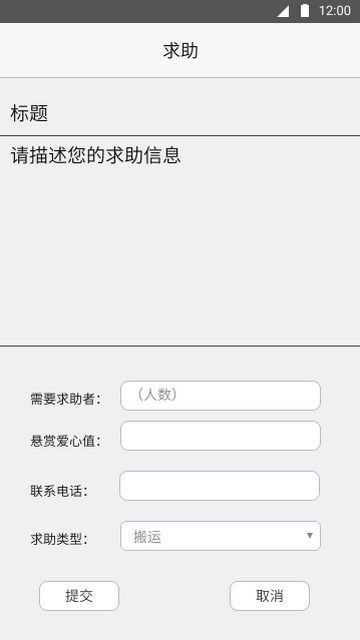 12:00
求助
标题
请描述您的求助信息
需要求助者：
（人数）
悬赏爱心值：
联系电话：
求助类型：
搬运
提交
取消